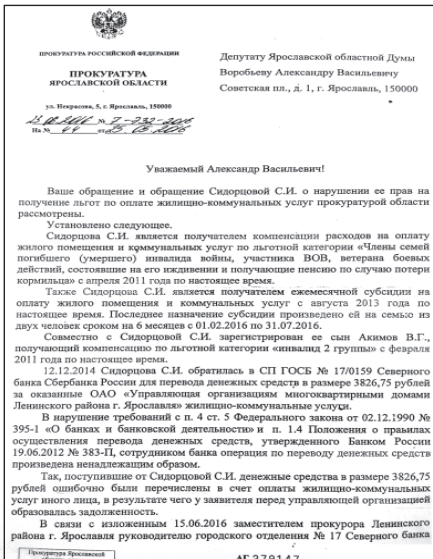 ПРОКУРАТУРА РОССИЙСКОЙ ФЕДЕРАЦИИ
ПРОКУРАТУРА
ЯРОСЛАВСКОЙ ОБЛАСТИ
ул. Некрасова, 5, г. Ярославль, 150000
№ 7-732-2016
На № 44 от 25.05.2016
Депутату Ярославской областной Думы
Воробьеву Александру Васильевичу
Советская пл., д. 1, г. Ярославль, 150000
Уважаемый Александр Васильевич!
Ваше обращение и обращение Сидорцовой С.И. о нарушении ее прав на
получение льгот по оплате жилищно-коммунальных услуг прокуратурой области
рассмотрены.
Установлено следующее.
Сидорцова С.И. является получателем компенсации расходов на оплату
жилого помещения и коммунальных услуг по льготной категории «Члены семей
погибшего (умершего) инвалида войны, участника ВОВ, ветерана боевых
действий, состоявшие на его иждивении и получающие пенсию по случаю потери
кормильца» с апреля 2011 года по настоящее время.
Также Сидорцова С.И. является получателем ежемесячной субсидии на
оплату жилого помещения и коммунальных услуг с августа 2013 года по
настоящее время. Последнее назначение субсидии произведено ей на семью из
двух человек сроком на 6 месяцев с 01.02.2016 по 31.07.2016.
Совместно с Сидорцовой С.И. зарегистрирован ее сын Акимов В.Г.,
получающий компенсацию по льготной категории «инвалид 2 группы» с февраля
2011 года по настоящее время.
12.12.2014 Сидорцова С.И. обратилась в СП ГОСБ № 17/0159 Северного
банка Сбербанка России для перевода денежных средств в размере 3826,75 рублей
за оказанные ОАО «Управляющая организация многоквартирными домами
Ленинского района г. Ярославля» жилищно-коммунальные услуги.
В нарушение требований с п. 4 ст. 5 Федерального закона от 02.12.1990 №
395-1 «О банках и банковской деятельности» и п. 1.4 Положения о правилах
осуществления перевода денежных средств, утвержденного Банком России
19.06.2012 № 383-П, сотрудником банка операция по переводу денежных средств
произведена ненадлежащим образом.
Так, поступившие от Сидорцовой С.И. денежные средства в размере 3826,75
рублей ошибочно были перечислены в счет оплаты жилищно-коммунальных
услуг иного лица, в результате чего у заявителя перед управляющей организацией
образовалась задолженность.
В связи с изложенным 15.06.2016 заместителем прокурора Ленинского
района г. Ярославля руководителю городского отделения № 17 Северного банка
Прокуратура Ярославской